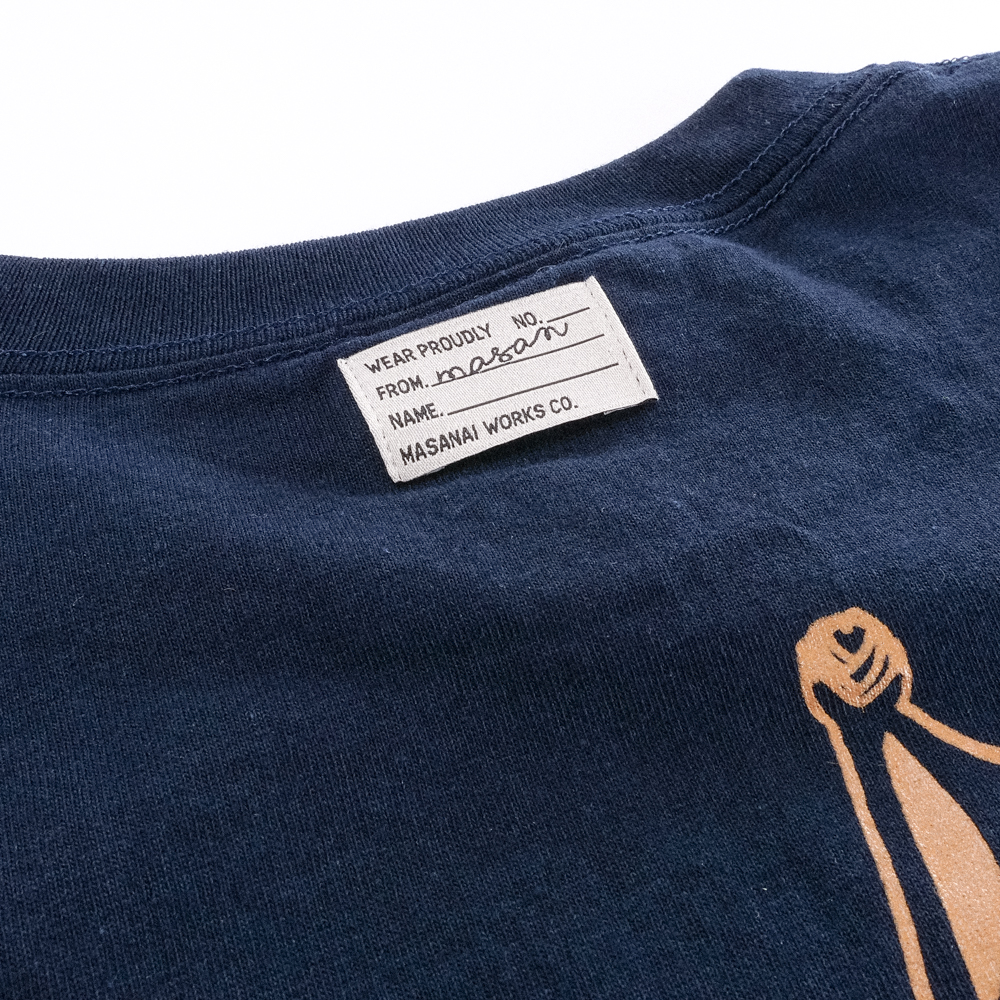 WEAR PROUDLY NO.
FROM. masan
NAME.
MASANAI WORKS CO.